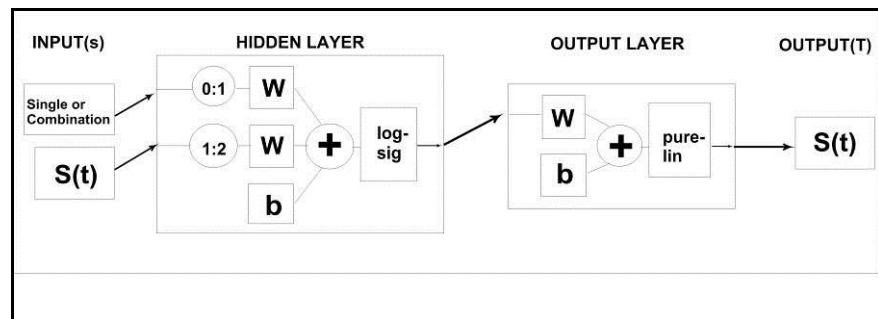 INPUT(s)
HIDDEN LAYER
OUTPUT LAYER
OUTPUT(T)
Single or
Combination
0:1
W
S(t)
1:2
W
+
log-
sig
b
W
+
b
pure-
lin
S(t)